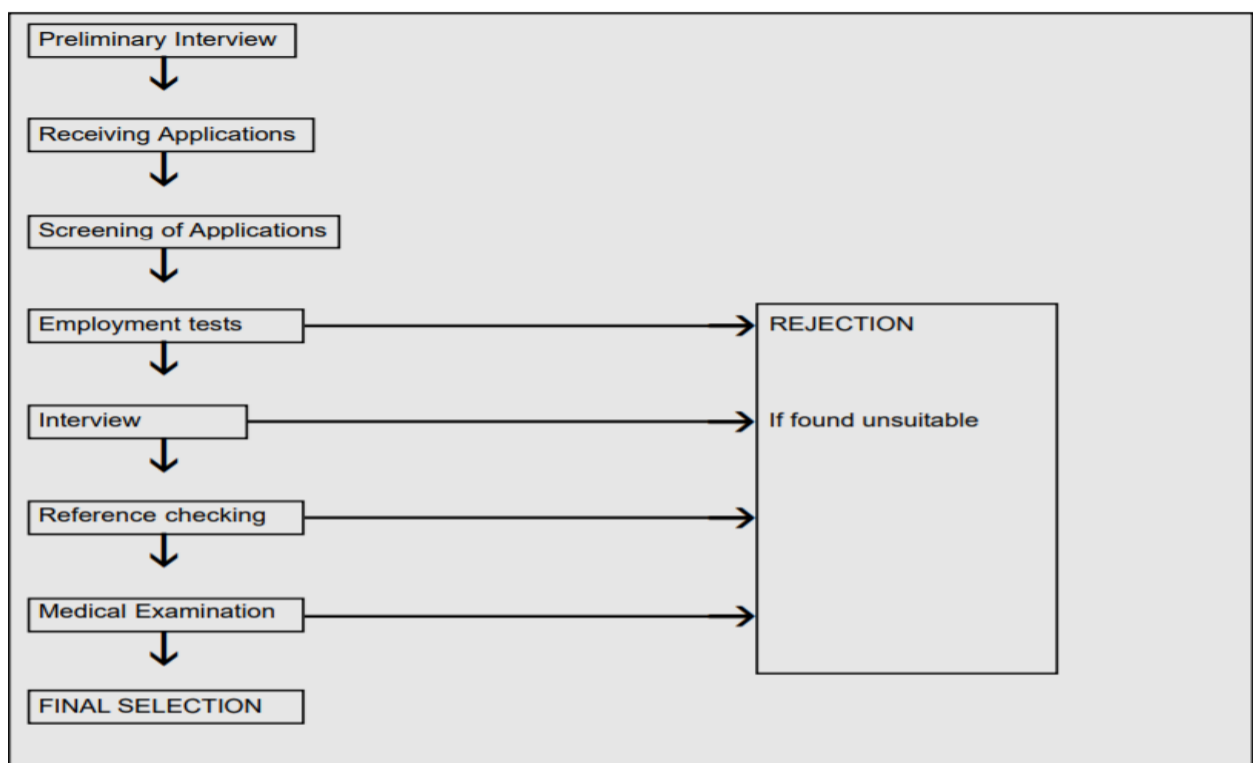 Preliminary Interview
Receiving Applications
Screening of Applications
Employment tests
REJECTION
Interview
If found unsuitable
Reference checking
Medical Examination
FINAL SELECTION